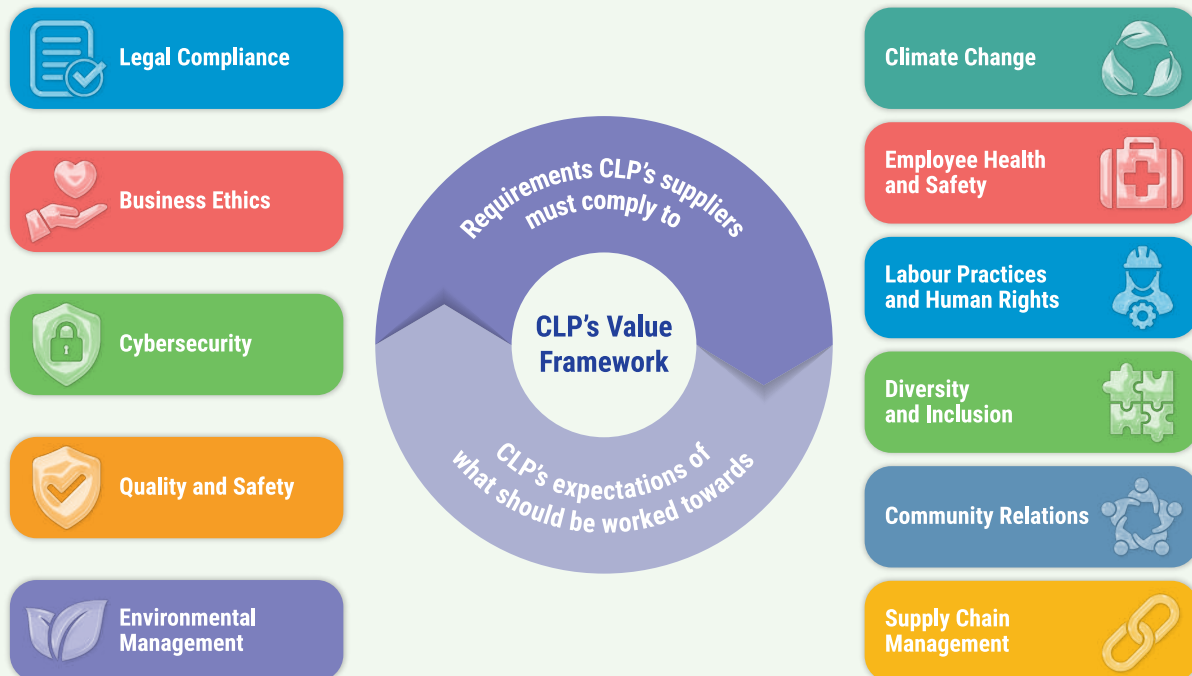 Legal Compliance
Business Ethics
Cybersecurity
Quality and Safety
Environmental
Management
Requirements CLP's suppliers
must comply to
CLP's Value
Framework
CLP's expectations of
what should be worked towards
Climate Change
Employee Health
and Safety
Labour Practices
and Human Rights
Diversity
and Inclusion
Community Relations
Supply Chain
Management